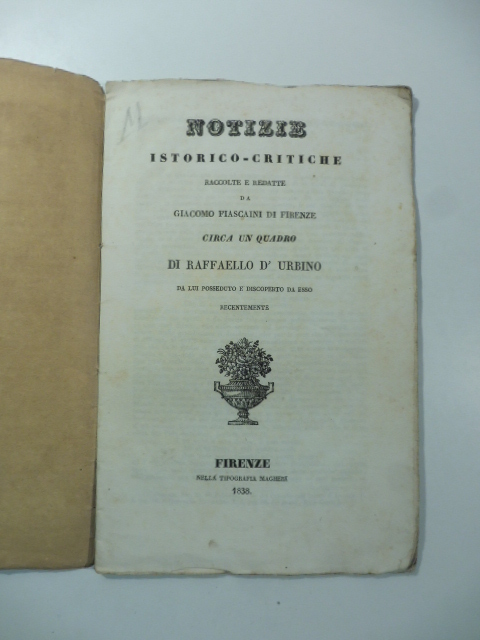 NOTIZIE
ISTORICO-CRITICHE
RACCOLTE E REDATTE
DA
GIACOMO FIASCAINI DI FIRENZE
CIRCA UN QUADRO
DI RAFFAELLO D' URBINO
DA LUI POSSEDUTO E DISCOPERTO DA ESSO
RECENTEMENTE
FIRENZE
NELLA TIPOGRAFIA MAGHERI
1838.